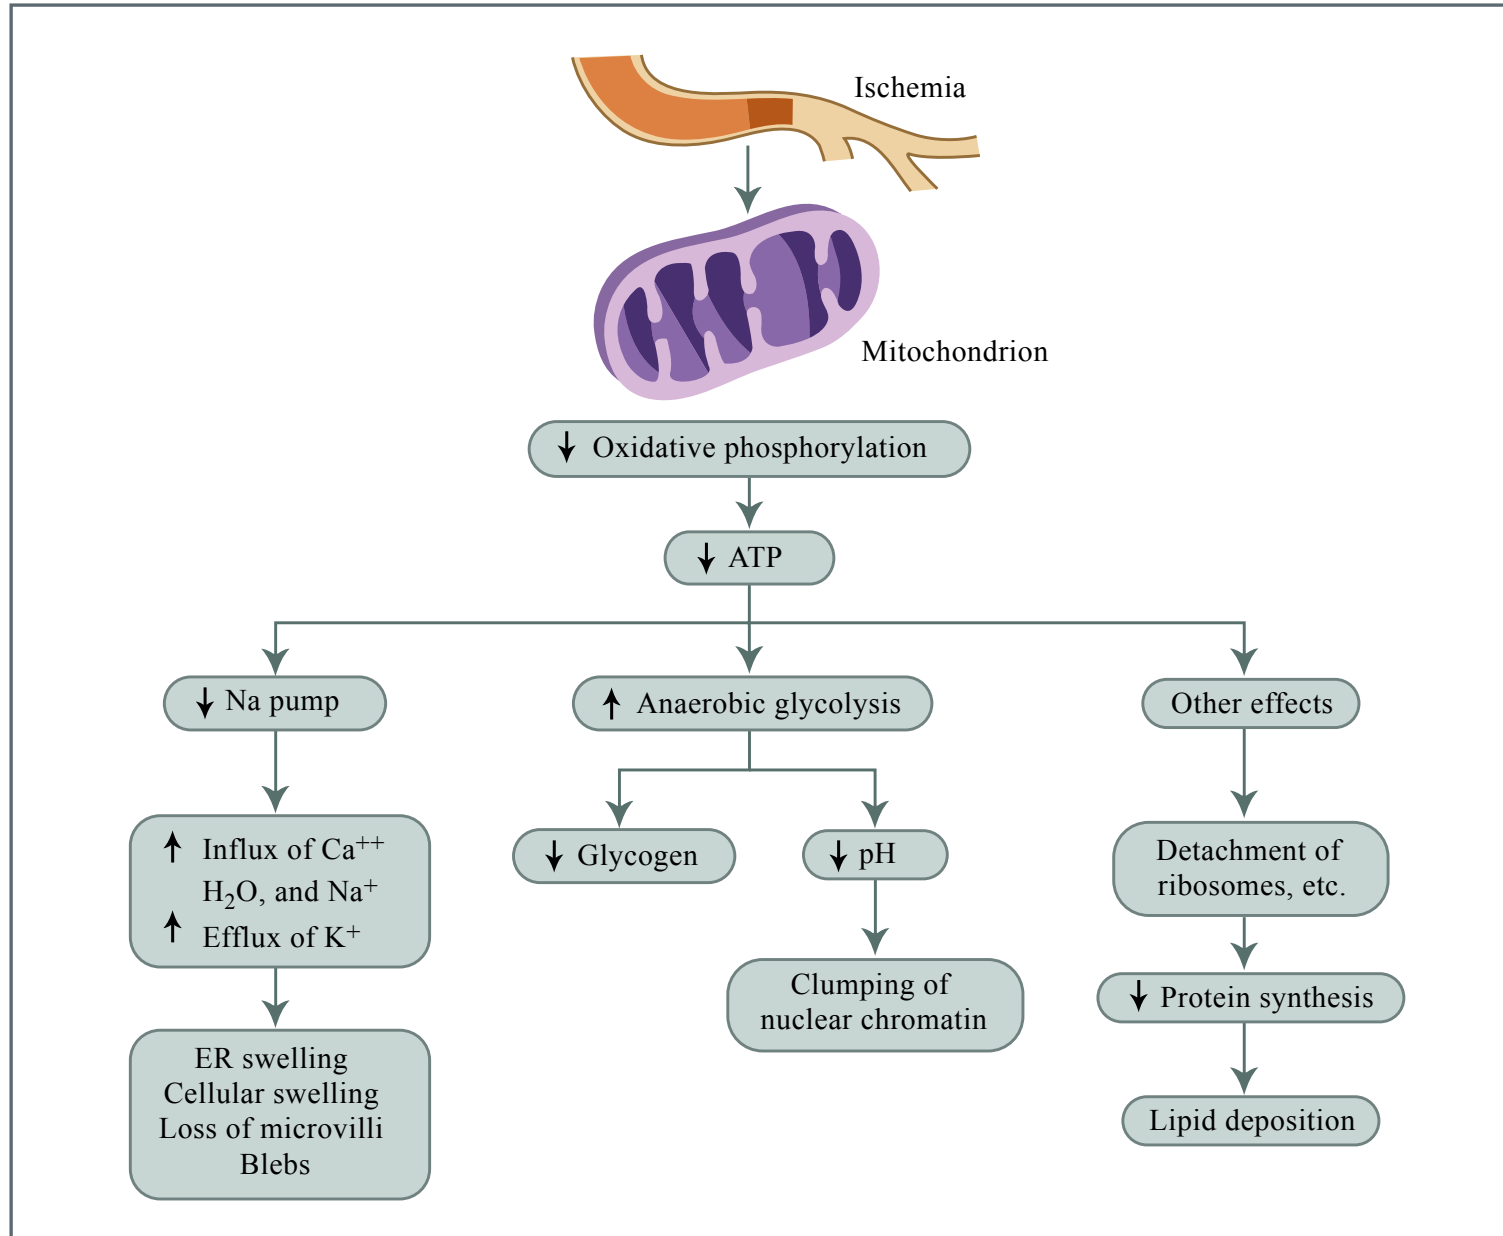 Ischemia
Mitochondrion
↓ Oxidative phosphorylation
↓ ATP
↓ Na pump
↑ Anaerobic glycolysis
Other effects
↑ Influx of Ca⁺⁺
H₂O, and Na⁺
↑ Efflux of K⁺
↓ Glycogen
↓ pH
Detachment of
ribosomes, etc.
Clumping of
nuclear chromatin
↓ Protein synthesis
ER swelling
Cellular swelling
Loss of microvilli
Blebs
Lipid deposition